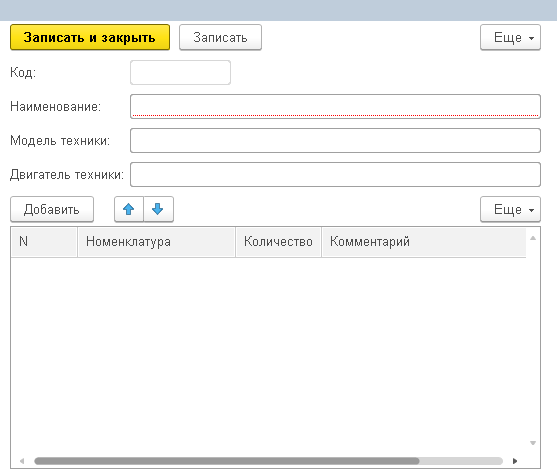 Записать и закрыть Записать Еще
Код:
Наименование:
Модель техники:
Двигатель техники:
Добавить Еще
N Номенклатура Количество Комментарий